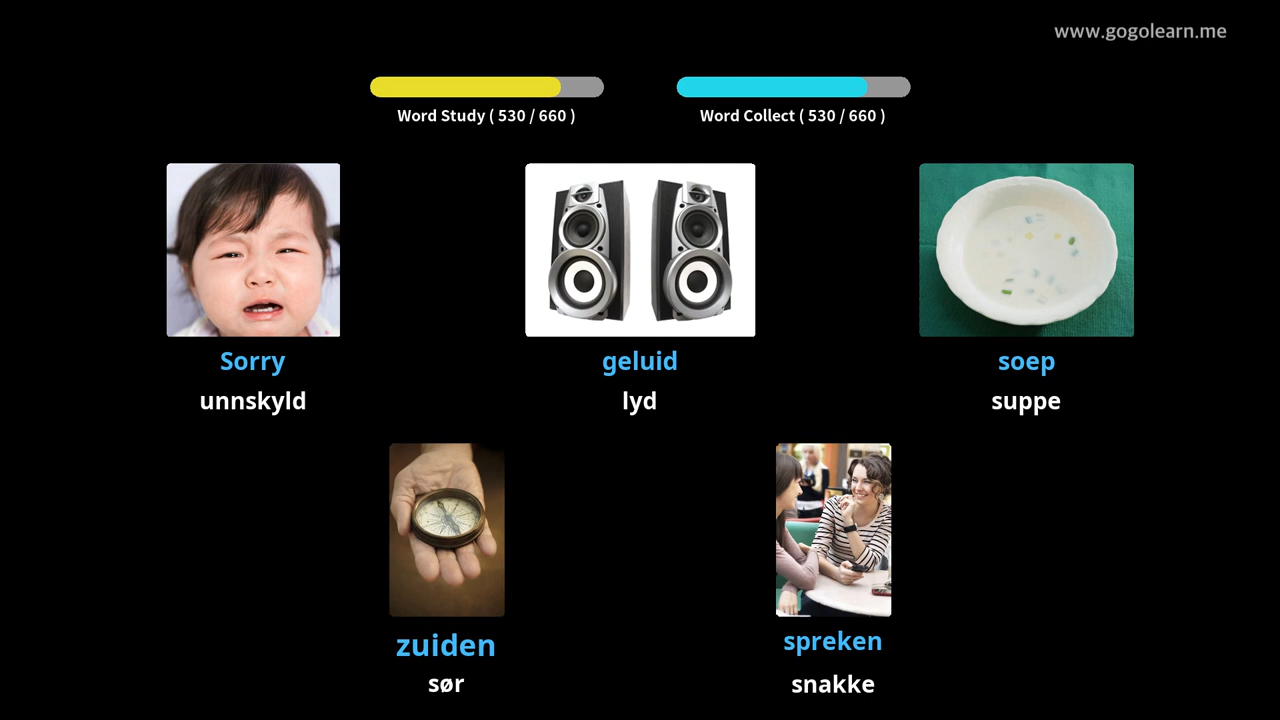 www.gogolearn.me
Word Study ( 530 / 660 )
Word Collect ( 530 / 660 )
Sorry
unnskyld
geluid
lyd
soep
suppe
zuiden
sør
spreken
snakke